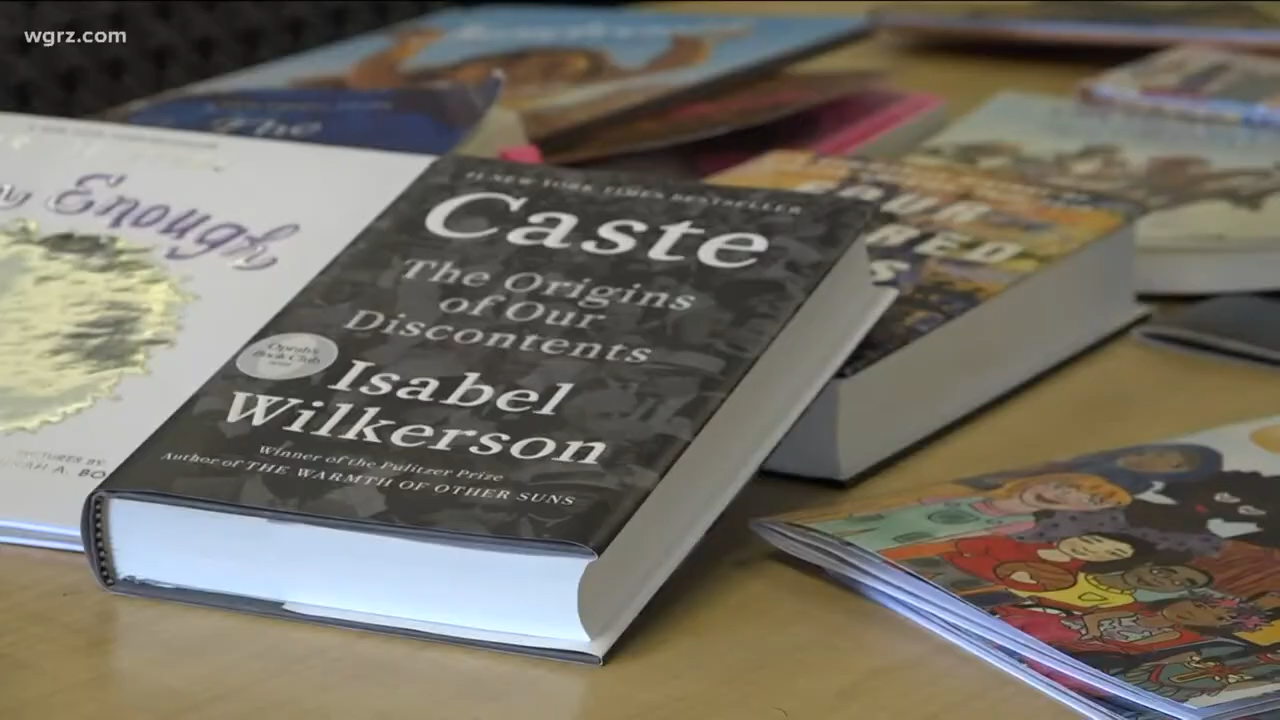 wgrz.com
The
Enough
#1 NEW YORK TIMES BESTSELLER
Caste
The Origins
of Our
Discontents
Oprah's
Book Club
Isabel
Wilkerson
Winner of the Pulitzer Prize
Author of THE WARMTH OF OTHER SUNS